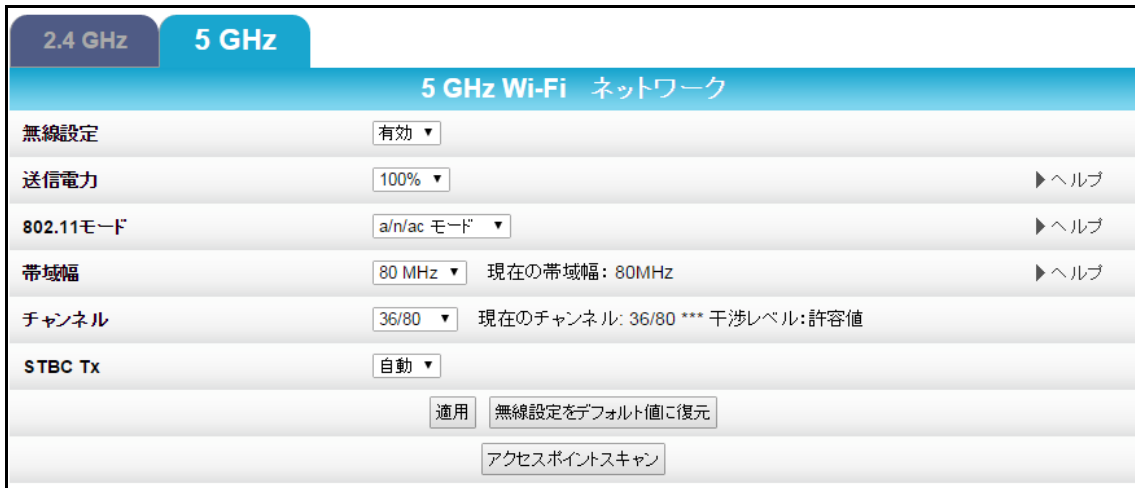 2.4 GHz 5 GHz
5 GHz Wi-Fi ネットワーク
無線設定 有効 ▼
送信電力 100% ▼ ▶ヘルプ
802.11モード a/n/ac モード ▼ ▶ヘルプ
帯域幅 80 MHz ▼ 現在の帯域幅: 80MHz ▶ヘルプ
チャンネル 36/80 ▼ 現在のチャンネル: 36/80 *** 干渉レベル:許容値
STBC Tx 自動 ▼
適用 無線設定をデフォルト値に復元
アクセスポイントスキャン